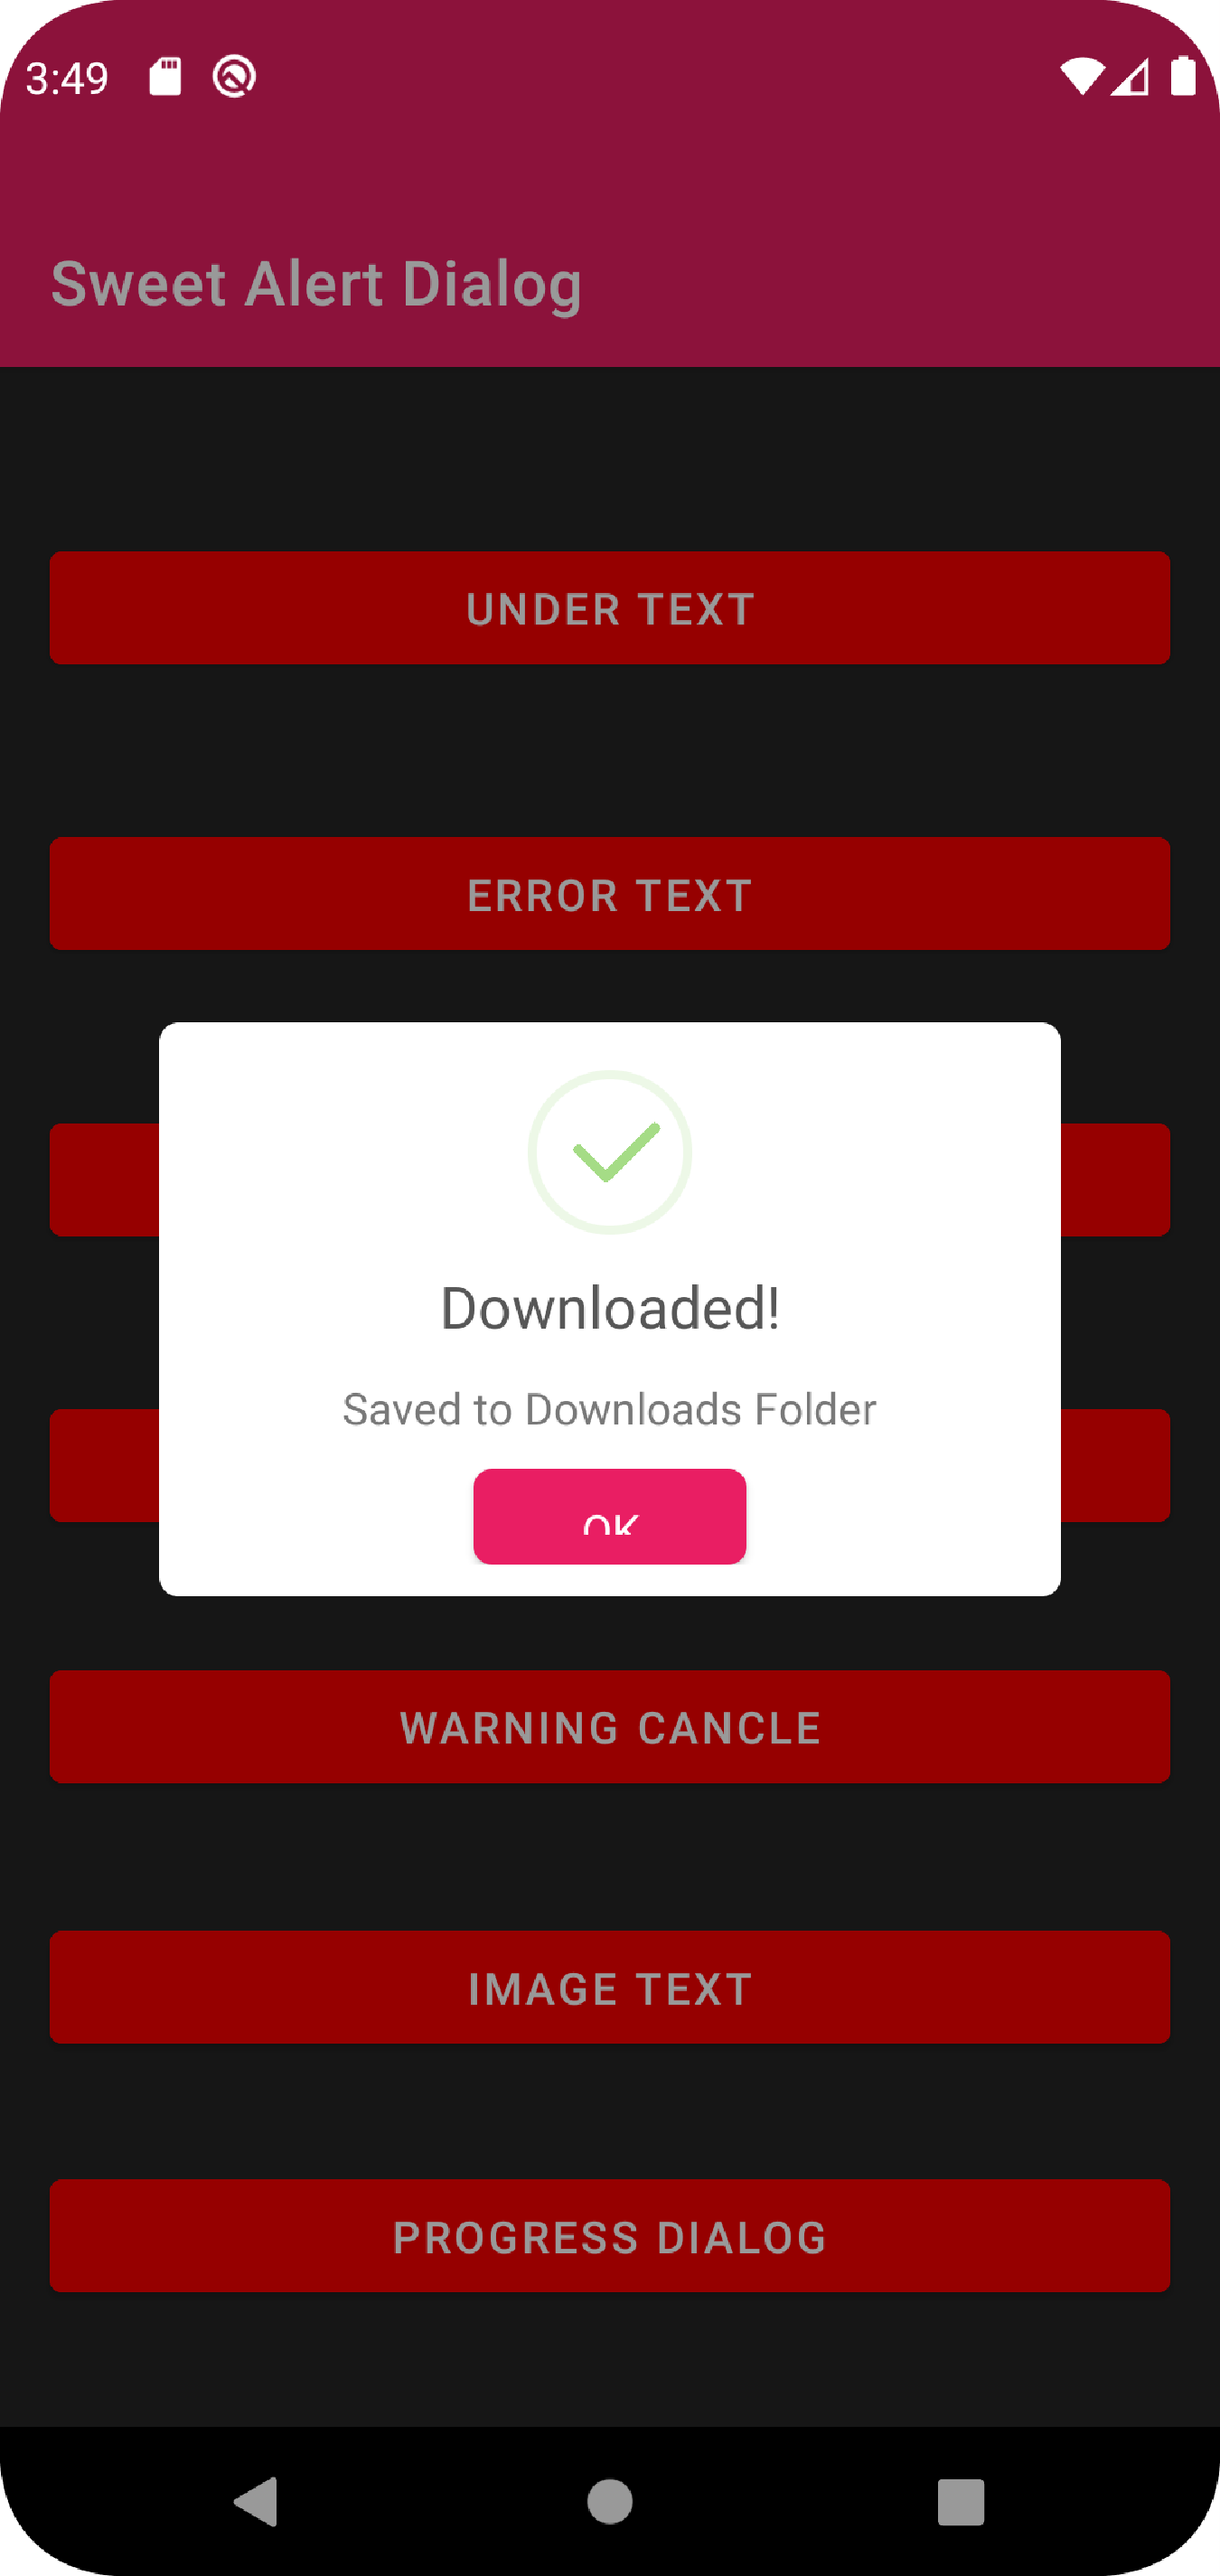 3:49
Sweet Alert Dialog
UNDER TEXT
ERROR TEXT
Downloaded!
Saved to Downloads Folder
OK
WARNING CANCLE
IMAGE TEXT
PROGRESS DIALOG